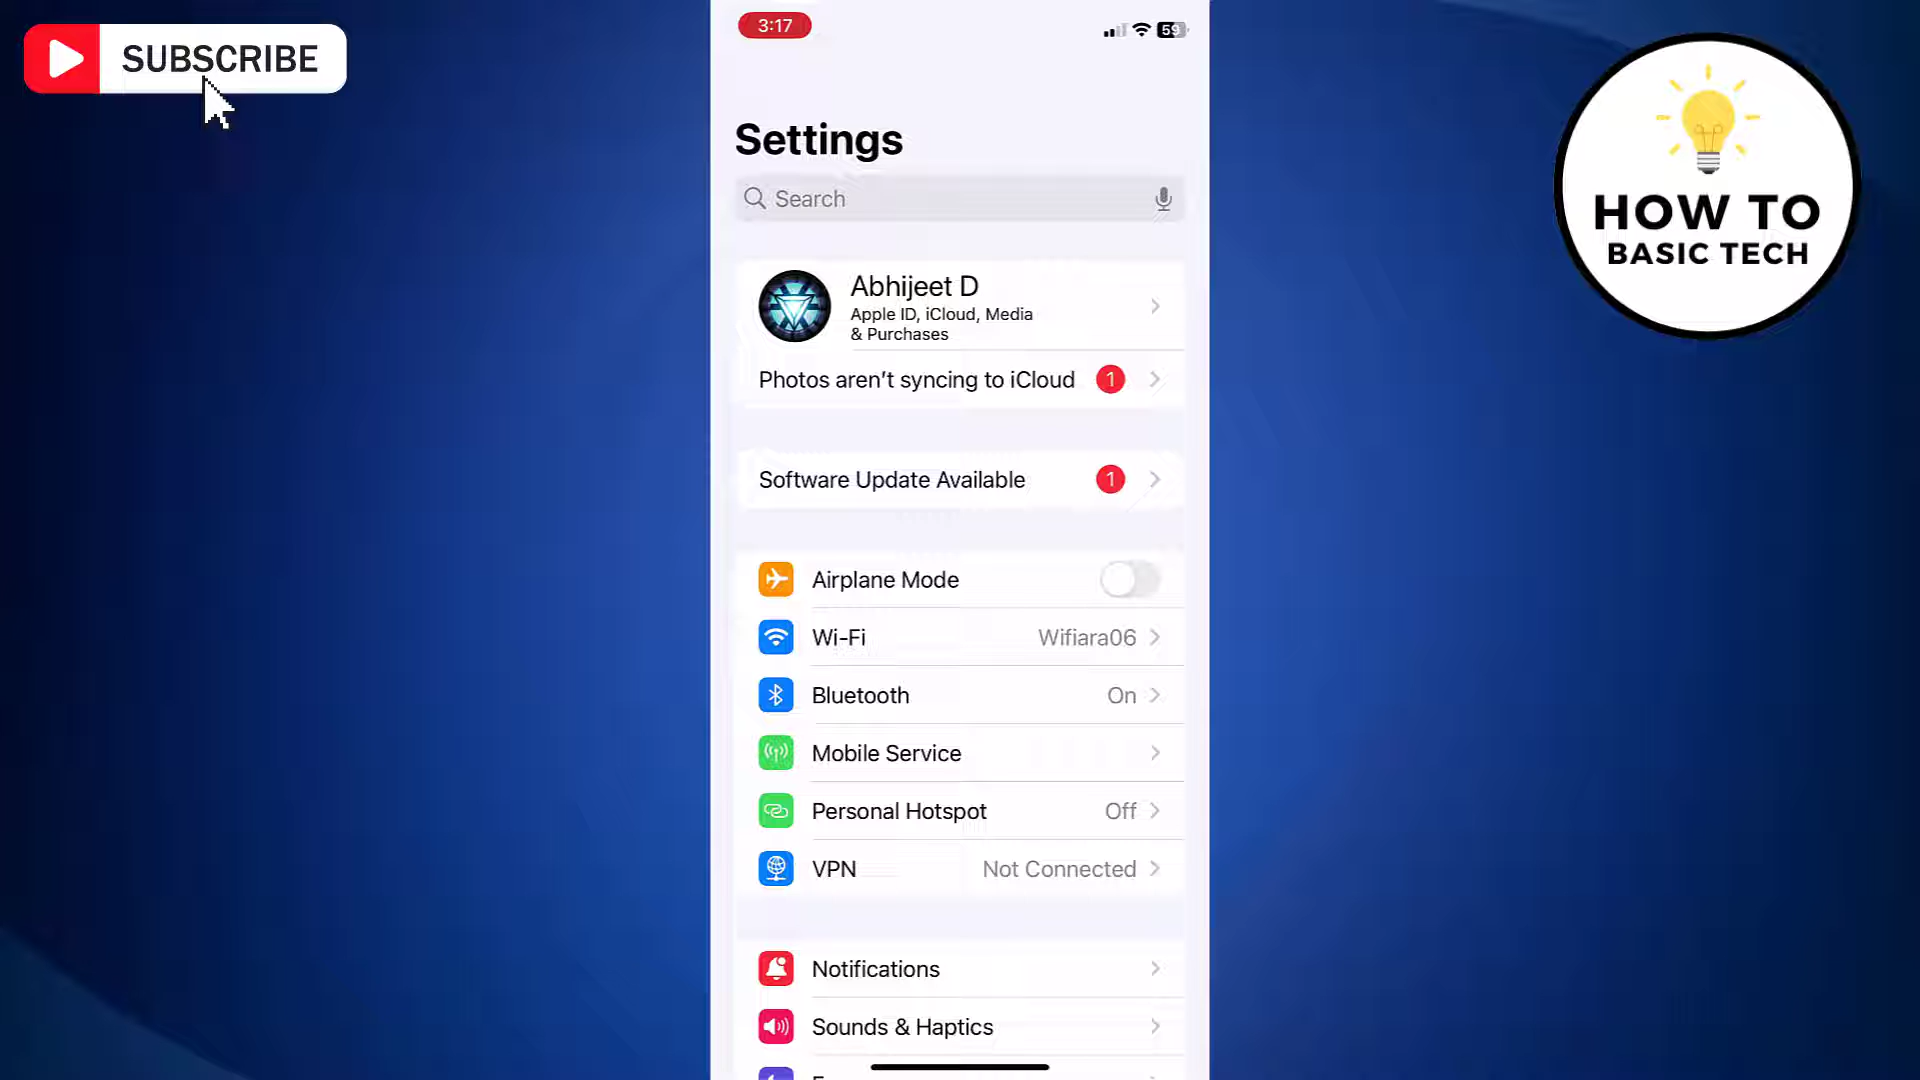 SUBSCRIBE
3:17
59
Settings
Search
Abhijeet D
Apple ID, iCloud, Media
& Purchases
Photos aren't syncing to iCloud 1
Software Update Available 1
Airplane Mode
Wi-Fi Wifiara06
Bluetooth On
Mobile Service
Personal Hotspot Off
VPN Not Connected
Notifications
Sounds & Haptics
HOW TO
BASIC TECH